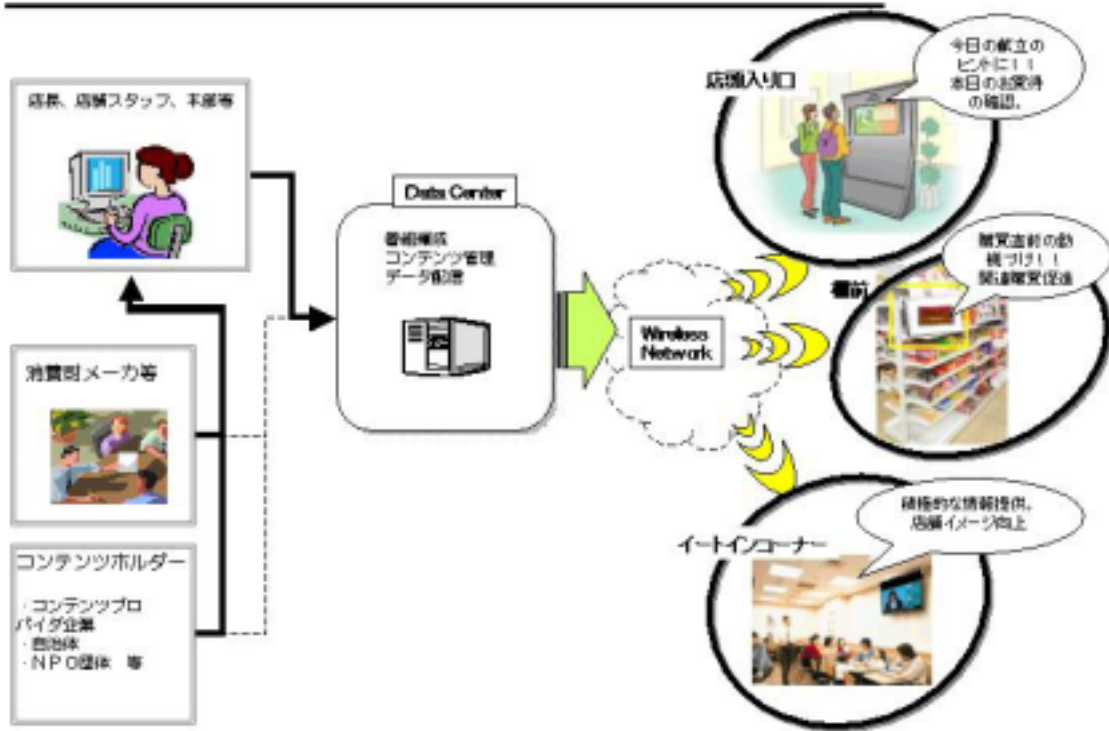 店長、店舗スタッフ、本部等
消費財メーカ等
コンテンツホルダー
・コンテンツプロ
バイダ企業
・自治体
・NPO団体 等
Data Center
番組編成
コンテンツ管理
データ配信
Wireless
Network
店頭入り口
今日の献立の
ヒントに!!
本日のお買得
の確認。
棚前
購買直前の動
機づけ!!
関連購買促進
イートインコーナー
積極的な情報提供。
店舗イメージ向上